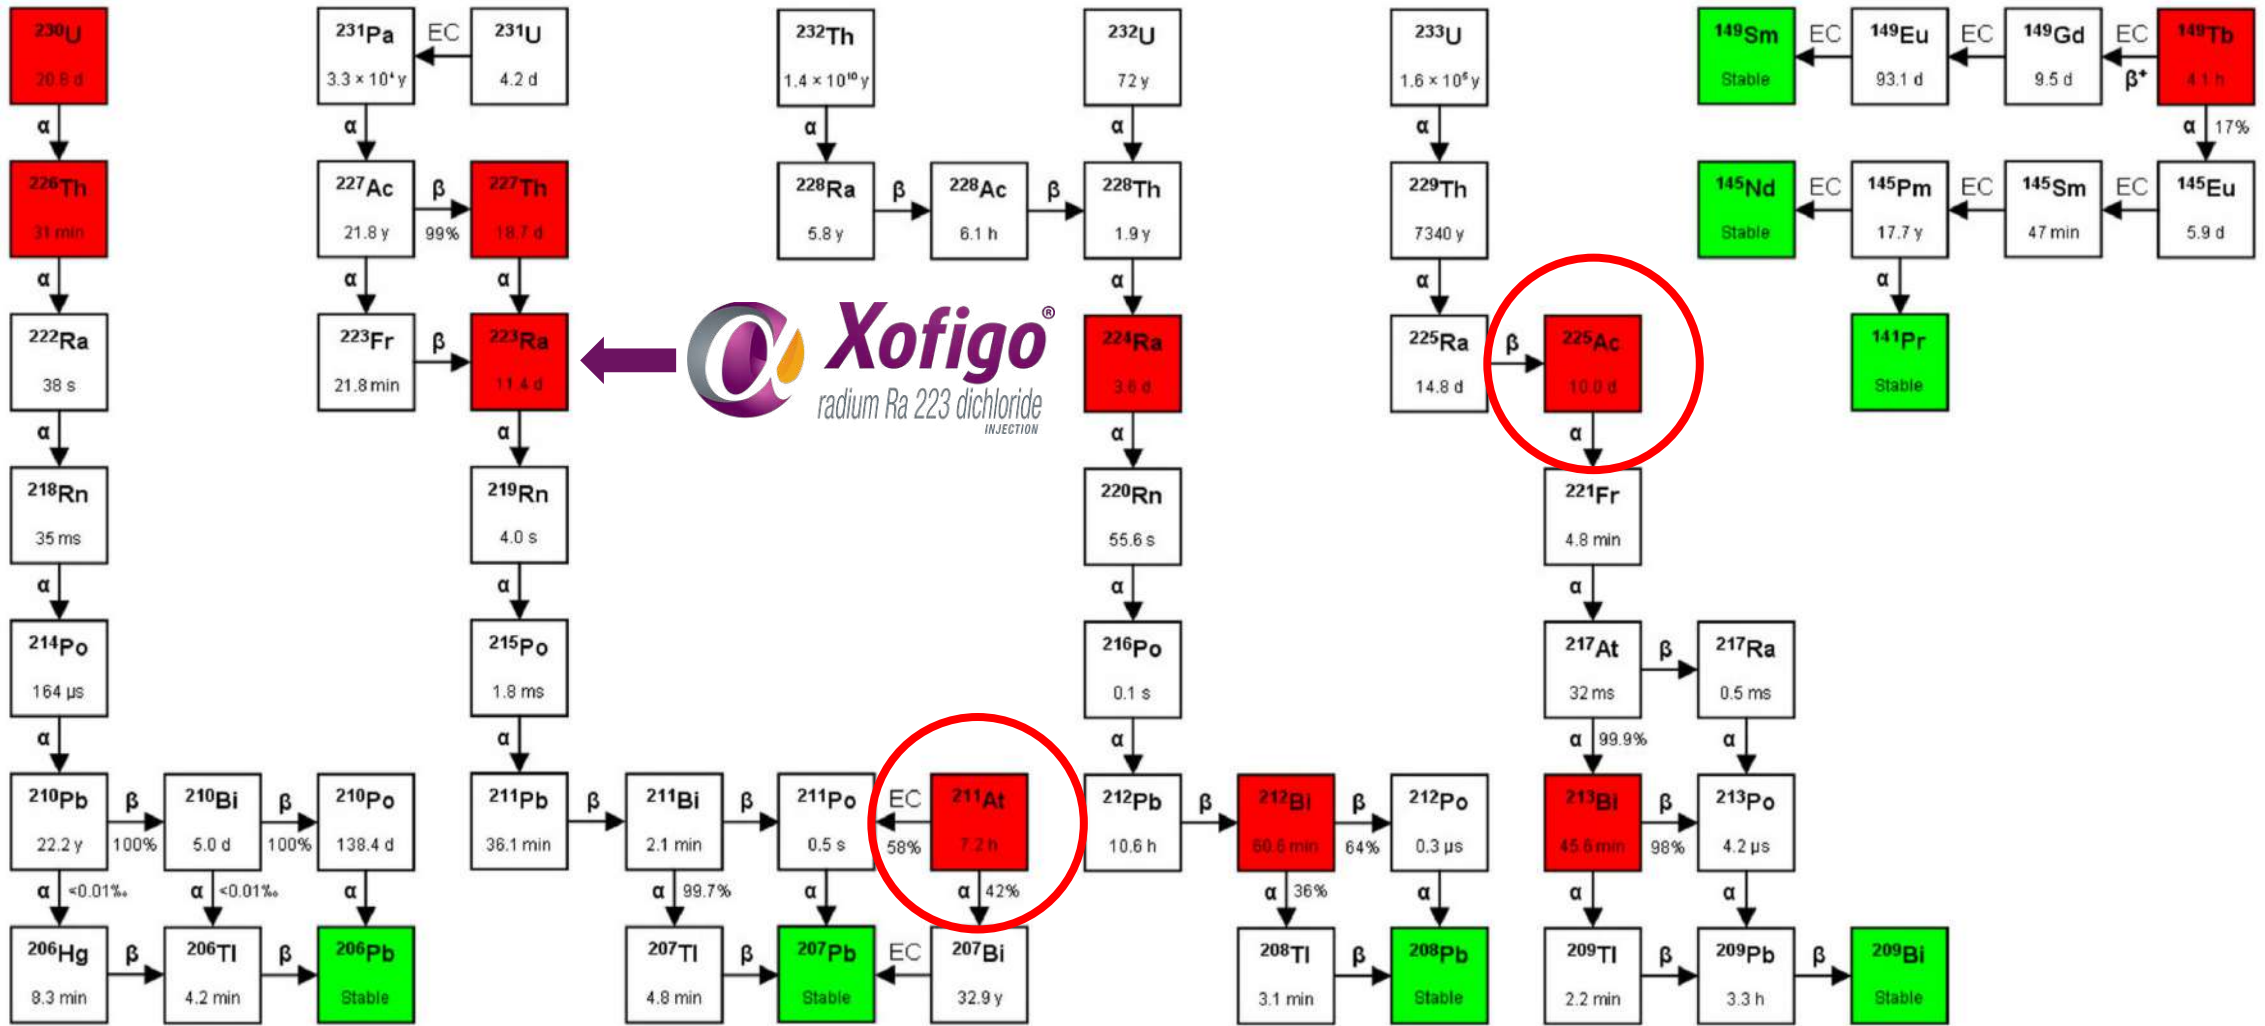 230U
20.8 d
231Pa
3.3 × 10⁴ y
EC
231U
4.2 d
232Th
1.4 × 10¹⁰ y
232U
72 y
233U
1.6 × 10⁵ y
149Sm
Stable
EC
149Eu
93.1 d
EC
149Gd
9.5 d
EC
β⁺
149Tb
4.1 h
α
α
α
α
α
α 17%
226Th
31 min
227Ac
21.8 y
β
99%
227Th
18.7 d
228Ra
5.8 y
β
228Ac
6.1 h
β
228Th
1.9 y
229Th
7340 y
145Nd
Stable
EC
145Pm
17.7 y
EC
145Sm
47 min
EC
145Eu
5.9 d
α
α
α
α
α
α
222Ra
38 s
223Fr
21.8 min
β
223Ra
11.4 d
Xofigo®
radium Ra 223 dichloride
INJECTION
224Ra
3.6 d
225Ra
14.8 d
β
225Ac
10.0 d
141Pr
Stable
α
α
α
α
218Rn
35 ms
219Rn
4.0 s
220Rn
55.6 s
221Fr
4.8 min
α
α
α
α
214Po
164 µs
215Po
1.8 ms
216Po
0.1 s
217At
32 ms
β
217Ra
0.5 ms
α
α
α
α 99.9%
α
210Pb
22.2 y
β
100%
210Bi
5.0 d
β
100%
210Po
138.4 d
211Pb
36.1 min
β
211Bi
2.1 min
β
211Po
0.5 s
EC
58%
211At
7.2 h
212Pb
10.6 h
β
212Bi
60.6 min
β
64%
212Po
0.3 µs
213Bi
45.6 min
β
98%
213Po
4.2 µs
α <0.01‰
α <0.01‰
α
α 99.7%
α
α 42%
α 36%
α
α
α
206Hg
8.3 min
β
206Tl
4.2 min
β
206Pb
Stable
207Tl
4.8 min
β
207Pb
Stable
EC
207Bi
32.9 y
208Tl
3.1 min
β
208Pb
Stable
209Tl
2.2 min
β
209Pb
3.3 h
β
209Bi
Stable